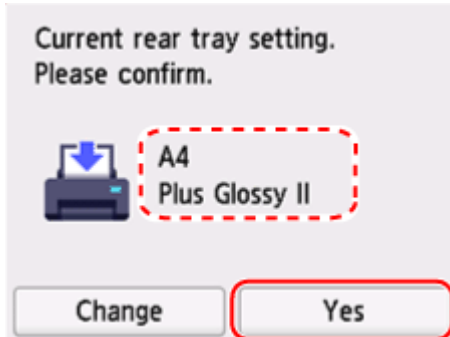 Current rear tray setting.
Please confirm.
A4
Plus Glossy II
Change
Yes